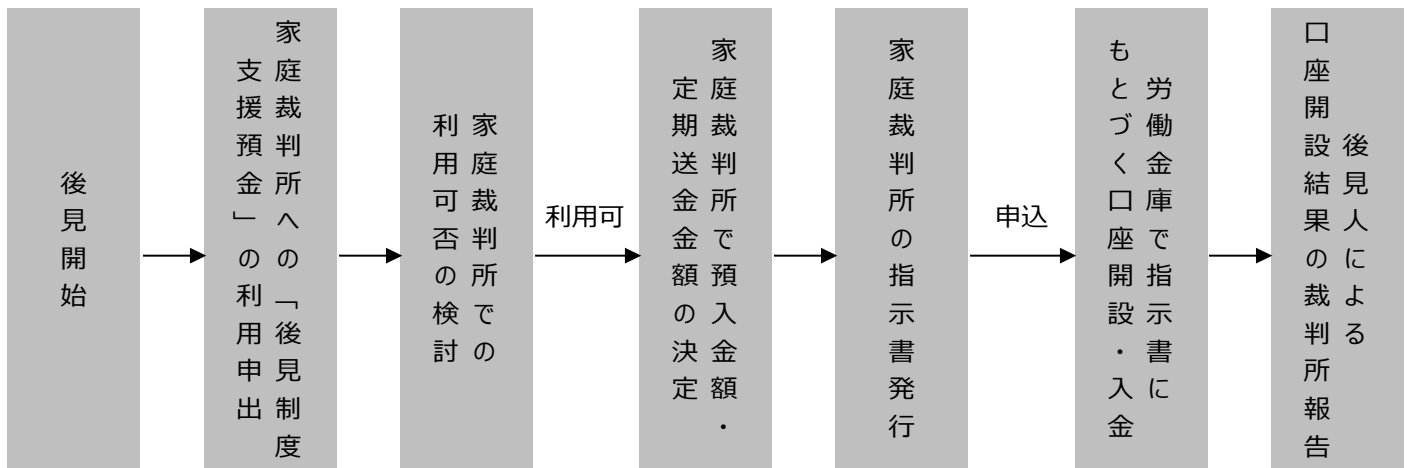 後見開始
家庭裁判所への「後見制度
支援預金」の利用申出
家庭裁判所での
利用可否の検討
利用可
家庭裁判所で預入金額・
定期送金金額の決定
家庭裁判所の指示書発行
申込
労働金庫で指示書に
もとづく口座開設・入金
後見人による
口座開設結果の裁判所報告